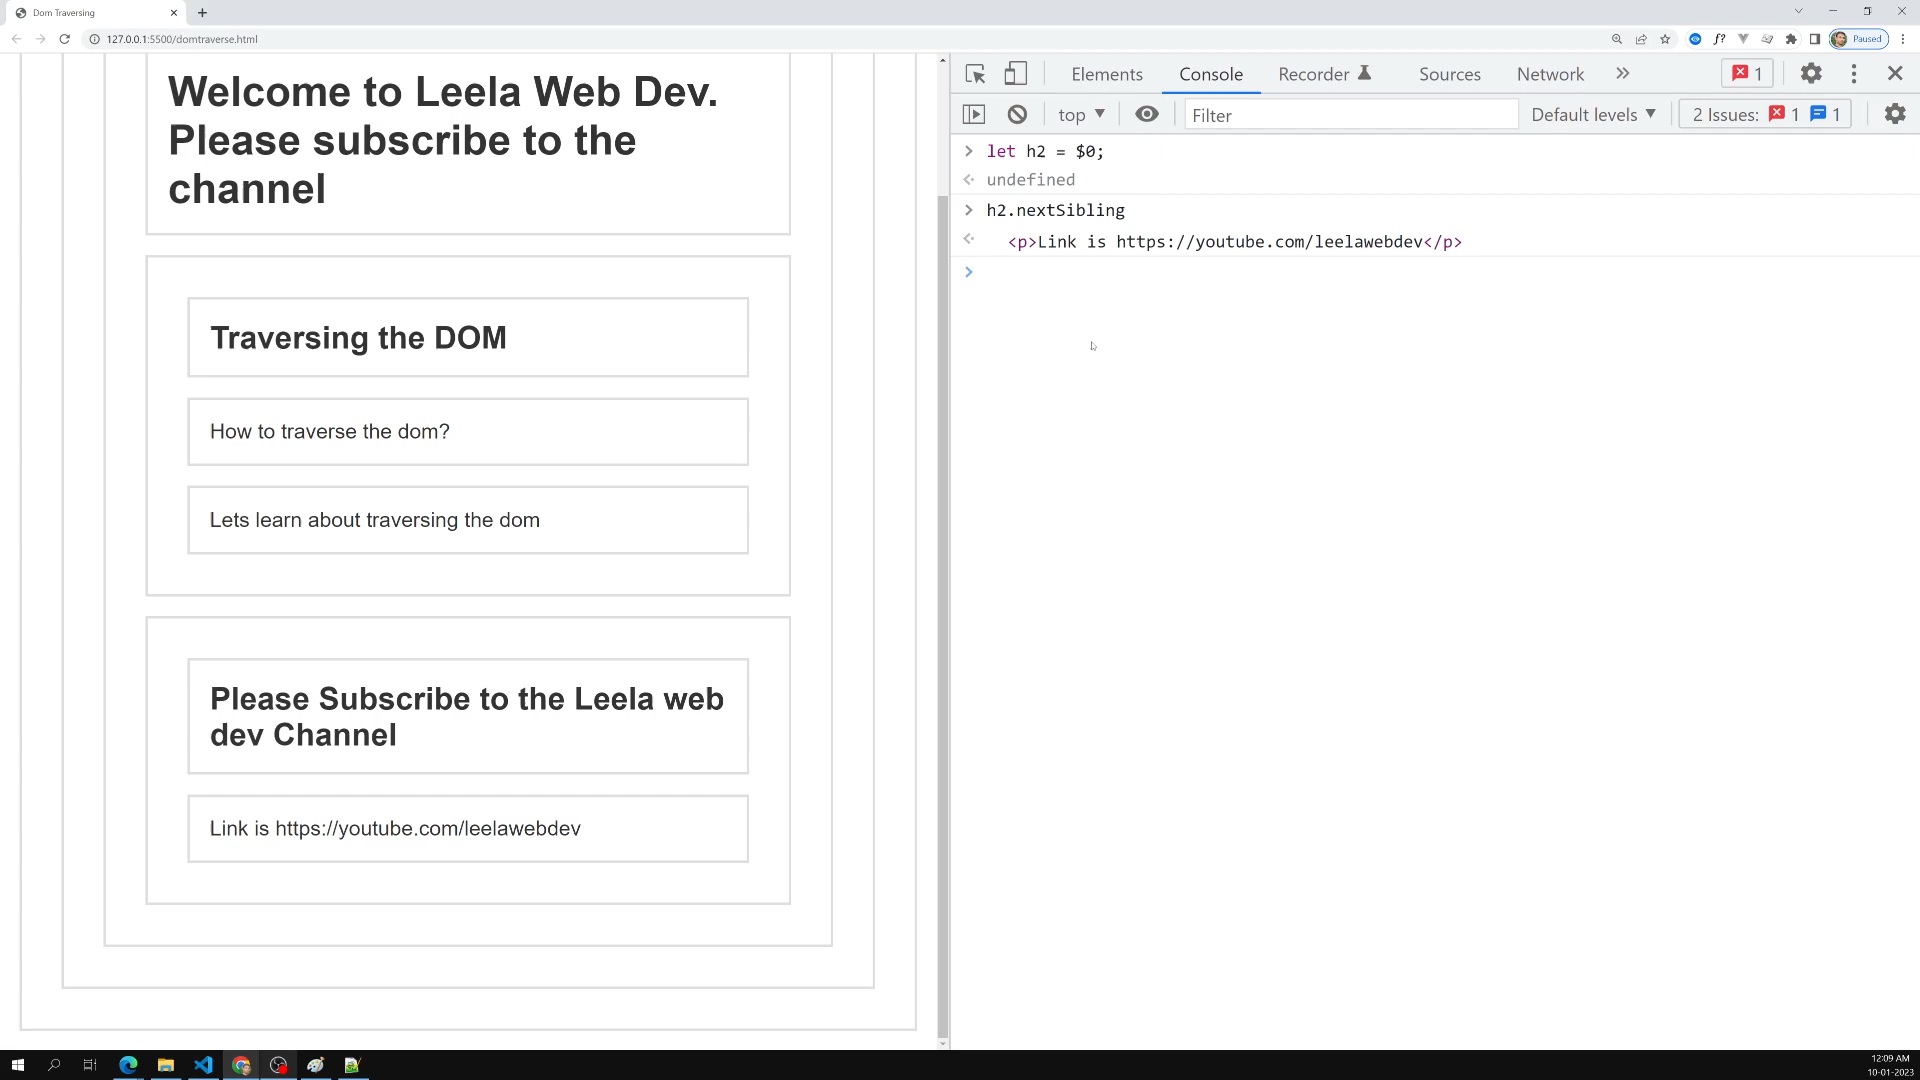 Dom Traversing
127.0.0.1:5500/domtraverse.html
f?
Paused
Welcome to Leela Web Dev.
Please subscribe to the
channel
Traversing the DOM
How to traverse the dom?
Lets learn about traversing the dom
Please Subscribe to the Leela web
dev Channel
Link is https://youtube.com/leelawebdev
Elements
Console
Recorder
Sources
Network
1
top
Filter
Default levels
2 Issues: 1 1
let h2 = $0;
undefined
h2.nextSibling
<p>Link is https://youtube.com/leelawebdev</p>
12:09 AM
10-01-2023